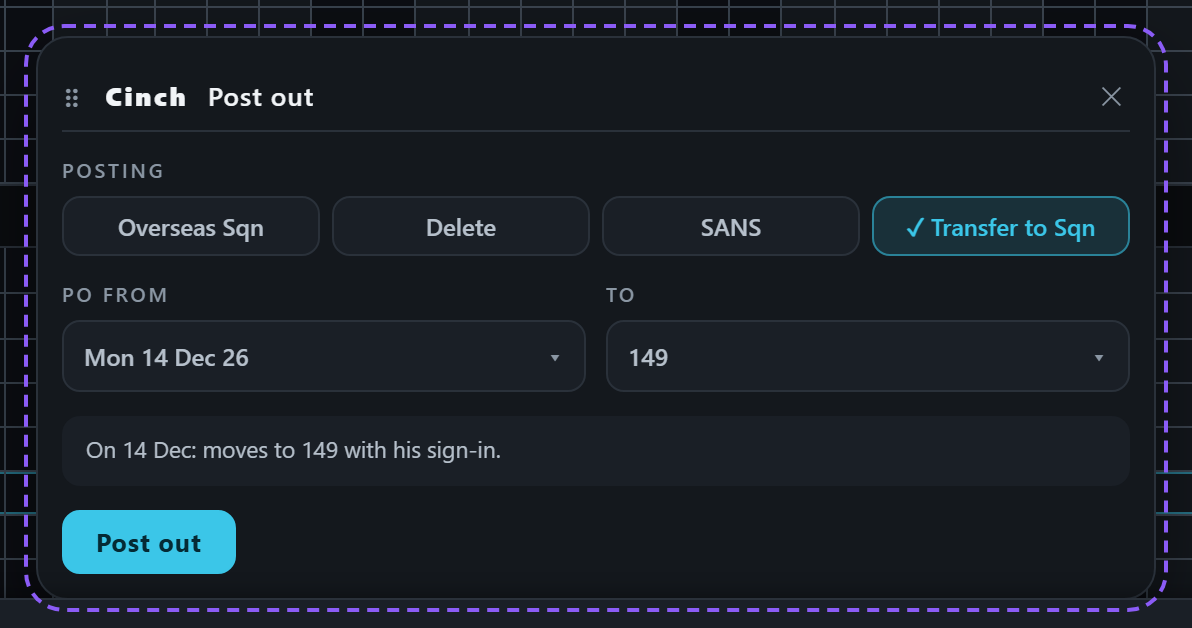 Cinch Post out
POSTING
Overseas Sqn Delete SANS ✓ Transfer to Sqn
PO FROM TO
Mon 14 Dec 26 149
On 14 Dec: moves to 149 with his sign-in.
Post out